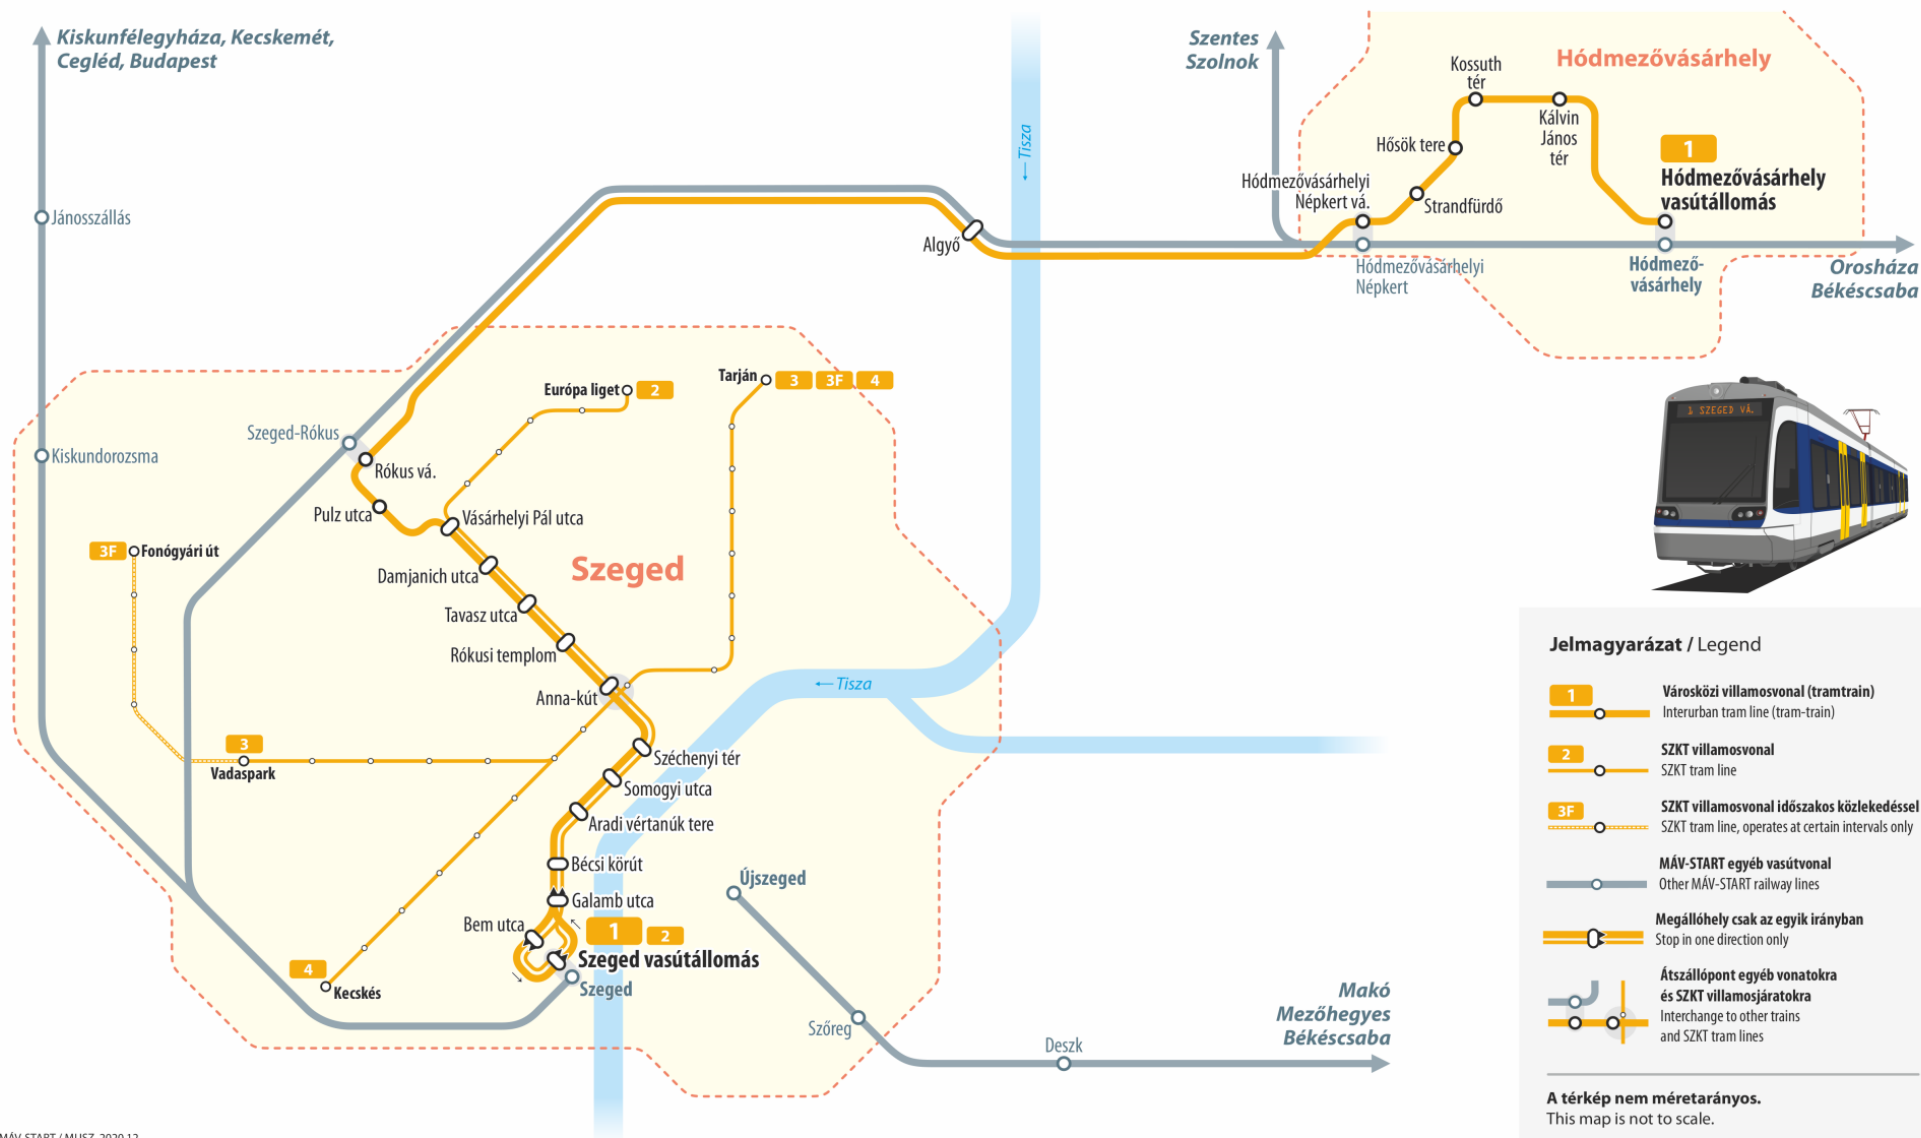 Kiskunfélegyháza, Kecskemét,
Cegléd, Budapest
Szentes
Szolnok
Hódmezővásárhely
Kossuth
tér
Kálvin
János
tér
Hősök tere
1
Hódmezővásárhely
vasútállomás
Hódmezővásárhelyi
Népkert vá.
Strandfürdő
Tisza
Jánosszállás
Algyő
Hódmezővásárhelyi
Népkert
Hódmező-
vásárhely
Orosháza
Békéscsaba
Európa liget
2
Tarján
3
3F
4
1 SZEGED VÁ.
Szeged-Rókus
Kiskundorozsma
Rókus vá.
Pulz utca
Vásárhelyi Pál utca
3F
Fonógyári út
Szeged
Damjanich utca
Tavasz utca
Rókusi templom
Anna-kút
Tisza
3
Vadaspark
Széchenyi tér
Somogyi utca
Aradi vértanúk tere
Bécsi körút
Galamb utca
Újszeged
Bem utca
1
2
Szeged vasútállomás
Szeged
4
Kecskés
Szőreg
Deszk
Makó
Mezőhegyes
Békéscsaba
Jelmagyarázat / Legend
1
Városközi villamosvonal (tramtrain)
Interurban tram line (tram-train)
2
SZKT villamosvonal
SZKT tram line
3F
SZKT villamosvonal időszakos közlekedéssel
SZKT tram line, operates at certain intervals only
MÁV-START egyéb vasútvonal
Other MÁV-START railway lines
Megállóhely csak az egyik irányban
Stop in one direction only
Átszállópont egyéb vonatokra
és SZKT villamosjáratokra
Interchange to other trains
and SZKT tram lines
A térkép nem méretarányos.
This map is not to scale.
MÁV-START / MUSZ, 2020.12.